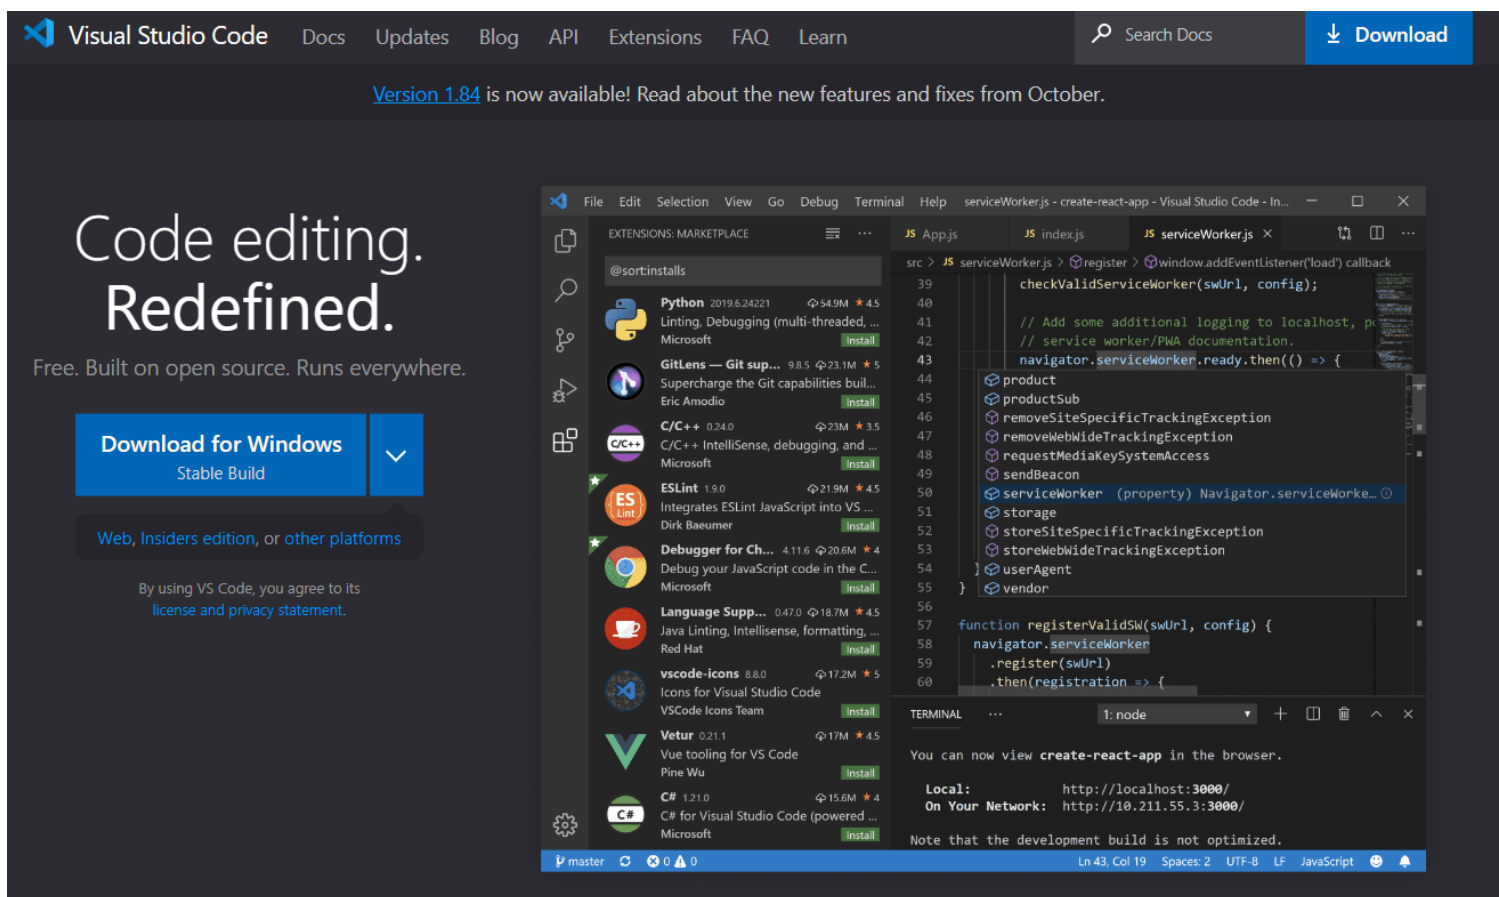 Visual Studio Code Docs Updates Blog API Extensions FAQ Learn Search Docs Download
Version 1.84 is now available! Read about the new features and fixes from October.
Code editing.
Redefined.
Free. Built on open source. Runs everywhere.
Download for Windows
Stable Build
Web, Insiders edition, or other platforms
By using VS Code, you agree to its
license and privacy statement.
File Edit Selection View Go Debug Terminal Help serviceWorker.js - create-react-app - Visual Studio Code - In...
EXTENSIONS: MARKETPLACE
@sort:installs
Python 2019.6.24221 54.9M 4.5
Linting, Debugging (multi-threaded, ...
Microsoft Install
GitLens — Git sup... 9.8.5 23.1M 5
Supercharge the Git capabilities buil...
Eric Amodio Install
C/C++
C/C++ 0.24.0 23M 3.5
C/C++ IntelliSense, debugging, and ...
Microsoft Install
ES
Lint
ESLint 1.9.0 21.9M 4.5
Integrates ESLint JavaScript into VS ...
Dirk Baeumer Install
Debugger for Ch... 4.11.6 20.6M 4
Debug your JavaScript code in the C...
Microsoft Install
Language Supp... 0.47.0 18.7M 4.5
Java Linting, Intellisense, formatting, ...
Red Hat Install
vscode-icons 8.8.0 17.2M 5
Icons for Visual Studio Code
VSCode Icons Team Install
Vetur 0.21.1 17M 4.5
Vue tooling for VS Code
Pine Wu Install
C#
C# 1.21.0 15.6M 4
C# for Visual Studio Code (powered ...
Microsoft Install
JS App.js JS index.js JS serviceWorker.js
src > JS serviceWorker.js > register > window.addEventListener('load') callback
39 checkValidServiceWorker(swUrl, config);
40
41 // Add some additional logging to localhost, p
42 // service worker/PWA documentation.
43 navigator.serviceWorker.ready.then(() => {
44 product
45 productSub
46 removeSiteSpecificTrackingException
47 removeWebWideTrackingException
48 requestMediaKeySystemAccess
49 sendBeacon
50 serviceWorker (property) Navigator.serviceWorke...
51 storage
52 storeSiteSpecificTrackingException
53 storeWebWideTrackingException
54 } userAgent
55 } vendor
56
57 function registerValidSW(swUrl, config) {
58 navigator.serviceWorker
59 .register(swUrl)
60 .then(registration => {
TERMINAL ... 1: node
You can now view create-react-app in the browser.
Local: http://localhost:3000/
On Your Network: http://10.211.55.3:3000/
Note that the development build is not optimized.
master 0 0 Ln 43, Col 19 Spaces: 2 UTF-8 LF JavaScript